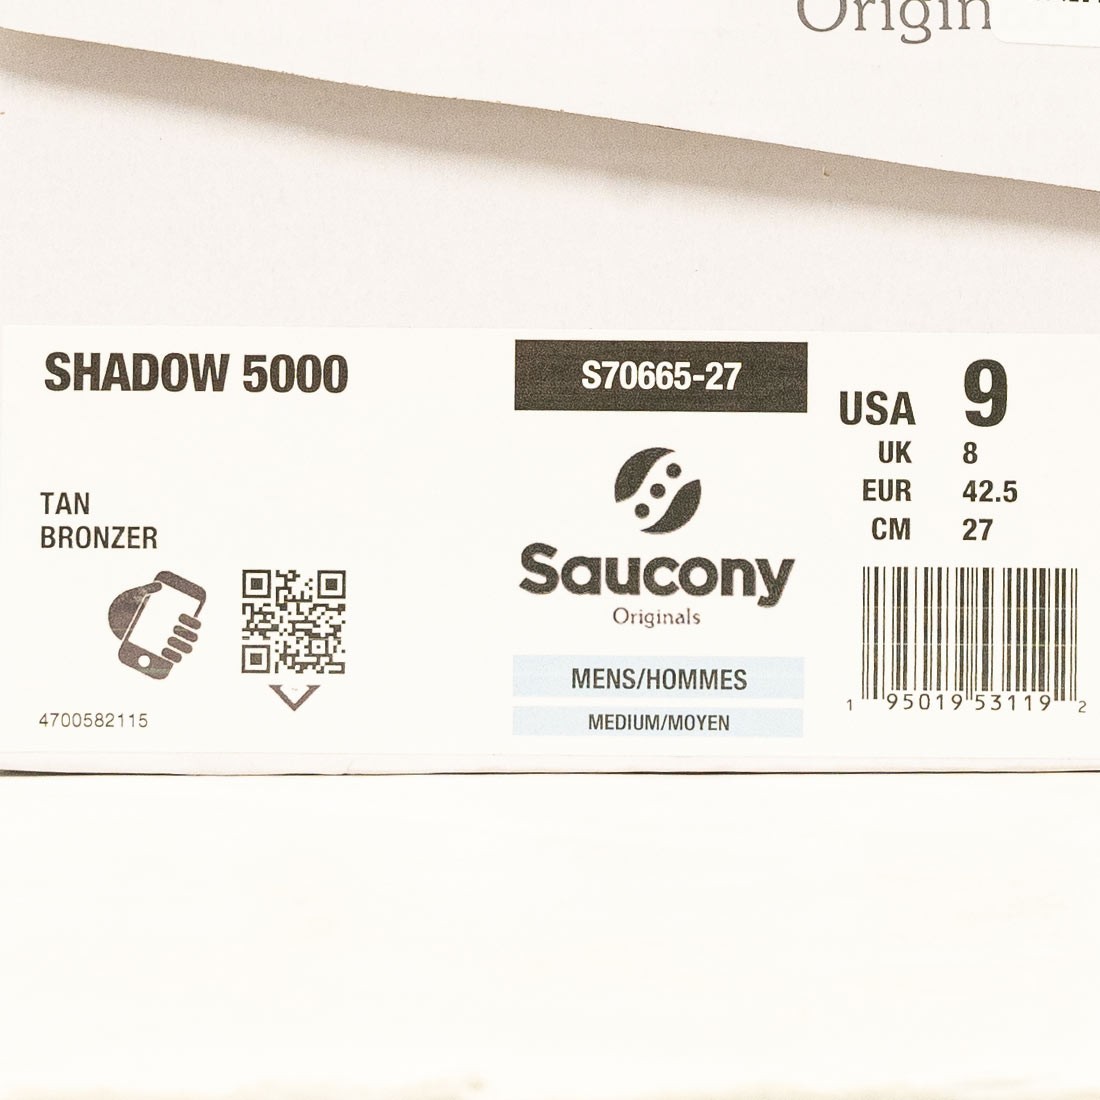 Origin
SHADOW 5000
TAN
BRONZER
4700582115
S70665-27
Saucony
Originals
MENS/HOMMES
MEDIUM/MOYEN
USA 9
UK 8
EUR 42.5
CM 27
1 95019 53119 2